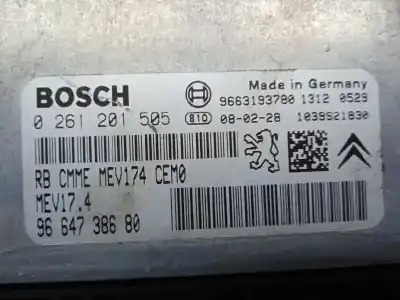 BOSCH
Made in Germany
9663193780 1312 0529
0 261 201 505 B10 08-02-28 1039S21830
RB CMME MEV174 CEM0
MEV17.4
96 647 386 80